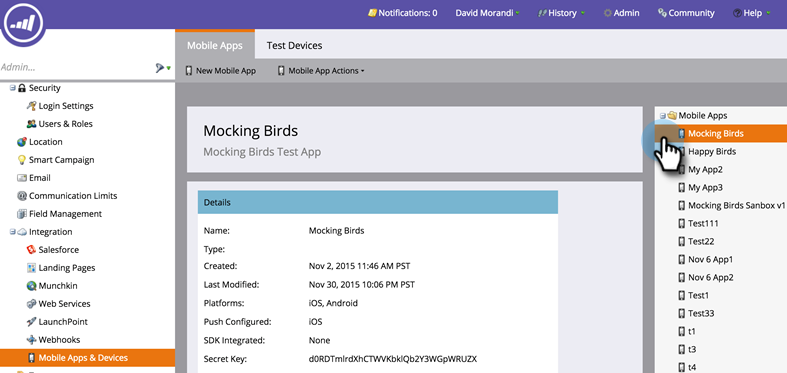 Notifications: 0
David Morandi
History
Admin
Community
Help
Mobile Apps
Test Devices
Admin...
New Mobile App
Mobile App Actions
Security
Login Settings
Users & Roles
Location
Smart Campaign
Email
Communication Limits
Field Management
Integration
Salesforce
Landing Pages
Munchkin
Web Services
LaunchPoint
Webhooks
Mobile Apps & Devices
Mocking Birds
Mocking Birds Test App
Details
Name: Mocking Birds
Type:
Created: Nov 2, 2015 11:46 AM PST
Last Modified: Nov 30, 2015 10:06 PM PST
Platforms: iOS, Android
Push Configured: iOS
SDK Integrated: None
Secret Key: d0RDTmlrdXhCTWVKbklQb2Y3WGpWRUZX
Mobile Apps
Mocking Birds
Happy Birds
My App2
My App3
Mocking Birds Sanbox v1
Test111
Test22
Nov 6 App1
Nov 6 App2
Test1
Test33
t1
t3
t4